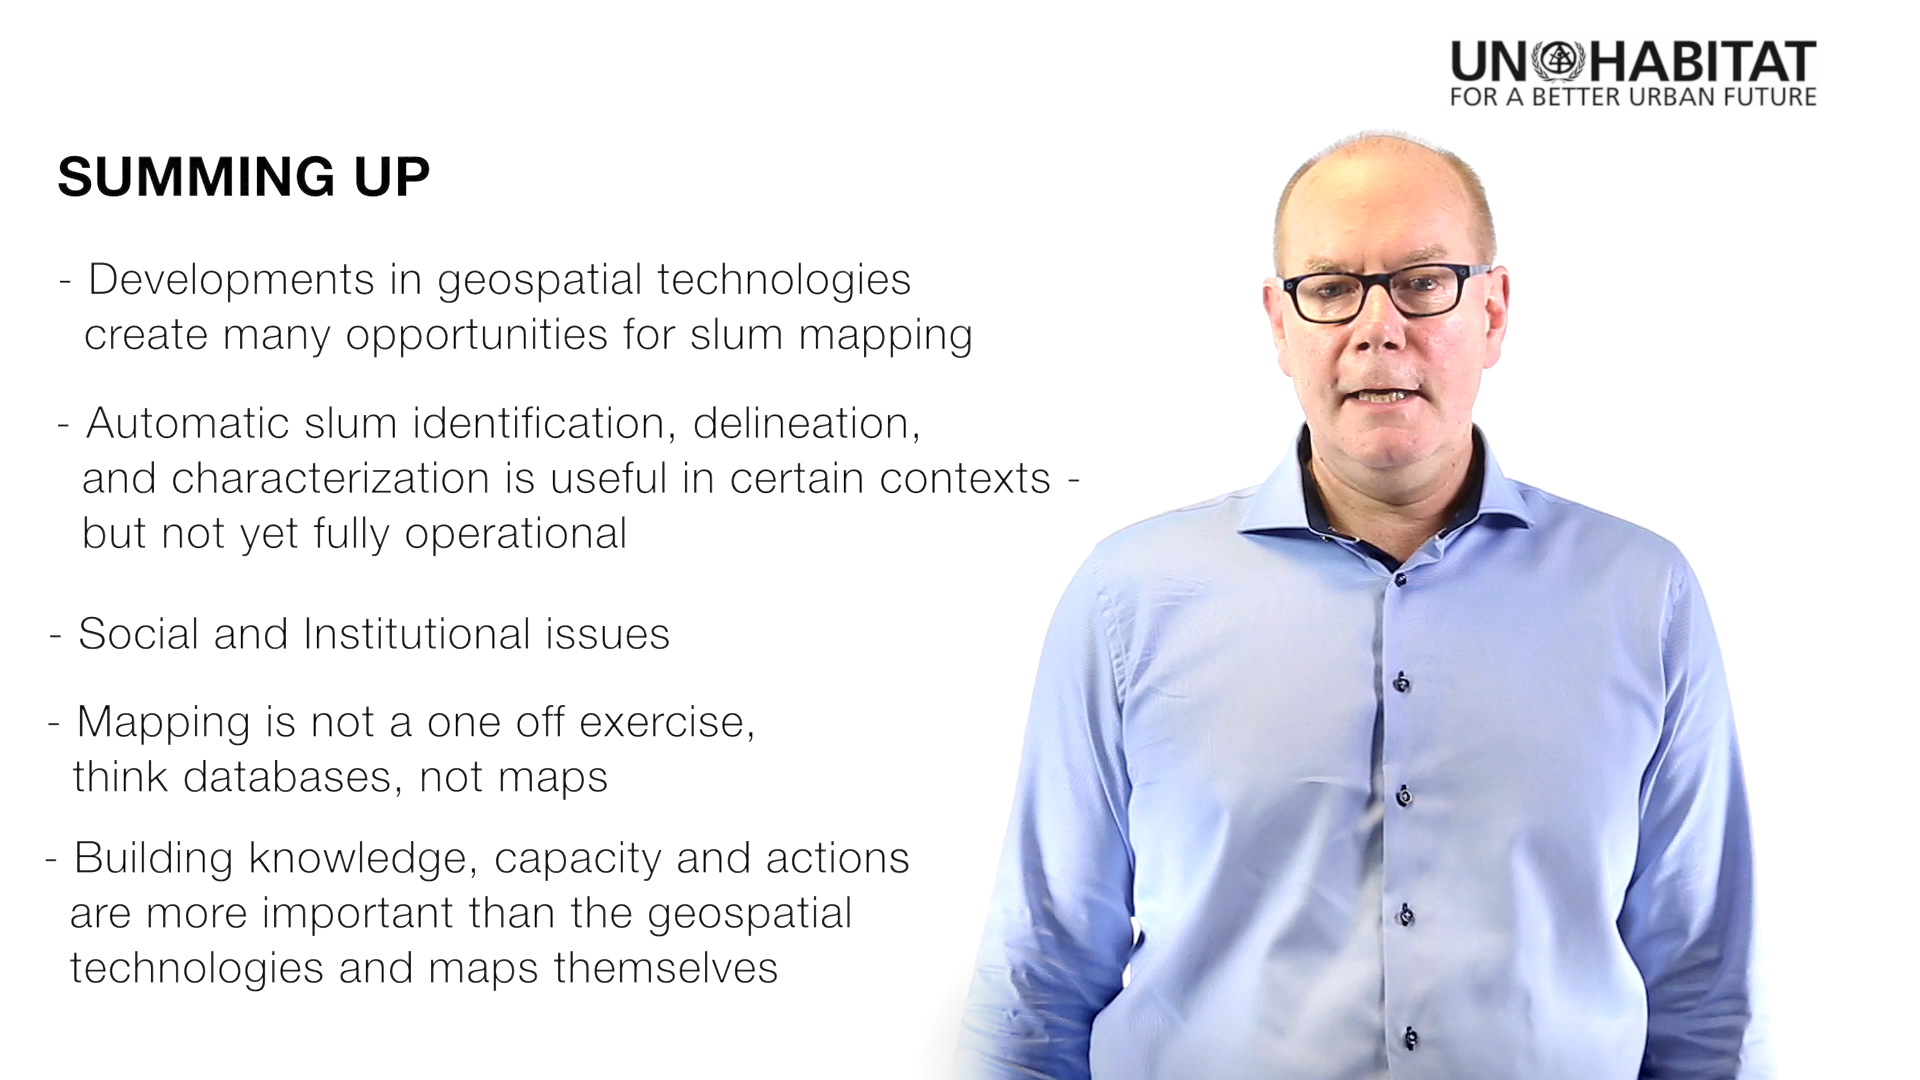 UN HABITAT
FOR A BETTER URBAN FUTURE
SUMMING UP
- Developments in geospatial technologies
create many opportunities for slum mapping
- Automatic slum identification, delineation,
and characterization is useful in certain contexts -
but not yet fully operational
- Social and Institutional issues
- Mapping is not a one off exercise,
think databases, not maps
- Building knowledge, capacity and actions
are more important than the geospatial
technologies and maps themselves